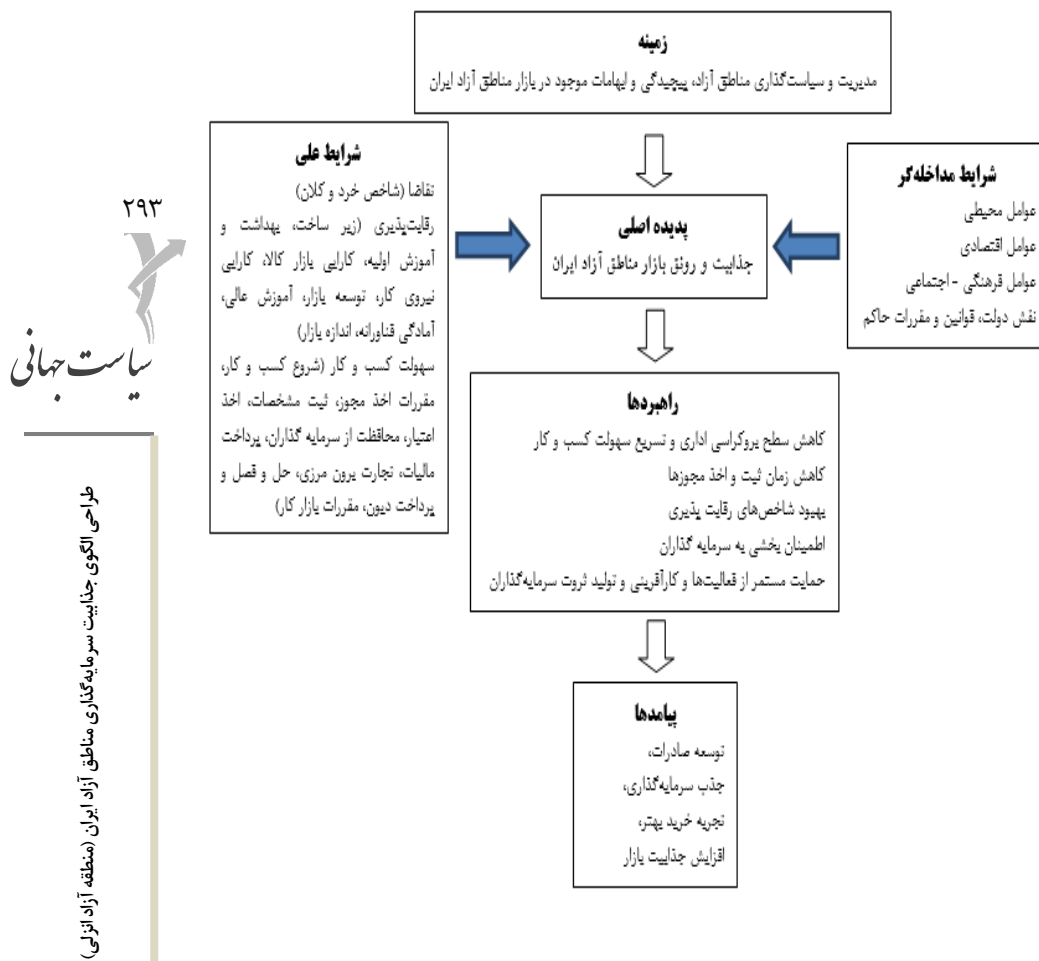 زمینه
مدیریت و سیاست‌گذاری مناطق آزاد، پیچیدگی و ابهامات موجود در بازار مناطق آزاد ایران
شرایط علی
تقاضا (شاخص خرد و کلان)
رقابت‌پذیری (زیر ساخت، بهداشت و
آموزش اولیه، کارایی بازار کالا، کارایی
نیروی کار، توسعه بازار، آموزش عالی،
آمادگی فناورانه، اندازه بازار)
سهولت کسب و کار (شروع کسب و کار،
مقررات اخذ مجوز، ثبت مشخصات، اخذ
اعتبار، محافظت از سرمایه گذاران، پرداخت
مالیات، تجارت برون مرزی، حل و فصل و
پرداخت دیون، مقررات بازار کار)
شرایط مداخله‌گر
عوامل محیطی
عوامل اقتصادی
عوامل فرهنگی - اجتماعی
نقش دولت، قوانین و مقررات حاکم
پدیده اصلی
جذابیت و رونق بازار مناطق آزاد ایران
راهبردها
کاهش سطح بروکراسی اداری و تسریع سهولت کسب و کار
کاهش زمان ثبت و اخذ مجوزها
بهبود شاخص‌های رقابت پذیری
اطمینان بخشی به سرمایه گذاران
حمایت مستمر از فعالیت‌ها و کارآفرینی و تولید ثروت سرمایه‌گذاران
پیامدها
توسعه صادرات،
جذب سرمایه‌گذاری،
تجربه خرید بهتر،
افزایش جذابیت بازار
۲۹۳
سیاست جهانی
طراحی الگوی جذابیت سرمایه‌گذاری مناطق آزاد ایران (منطقه آزاد انزلی)